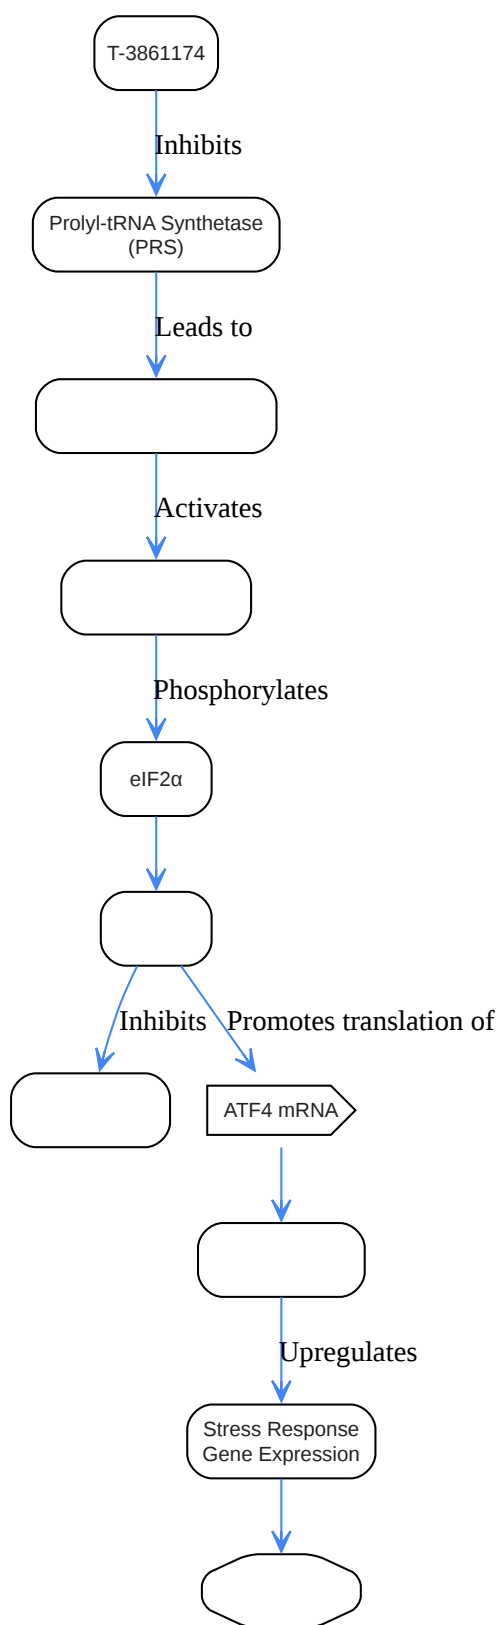 T-3861174
Inhibits
Prolyl-tRNA Synthetase
(PRS)
Leads to
Activates
Phosphorylates
eIF2α
Inhibits
Promotes translation of
ATF4 mRNA
Upregulates
Stress Response
Gene Expression